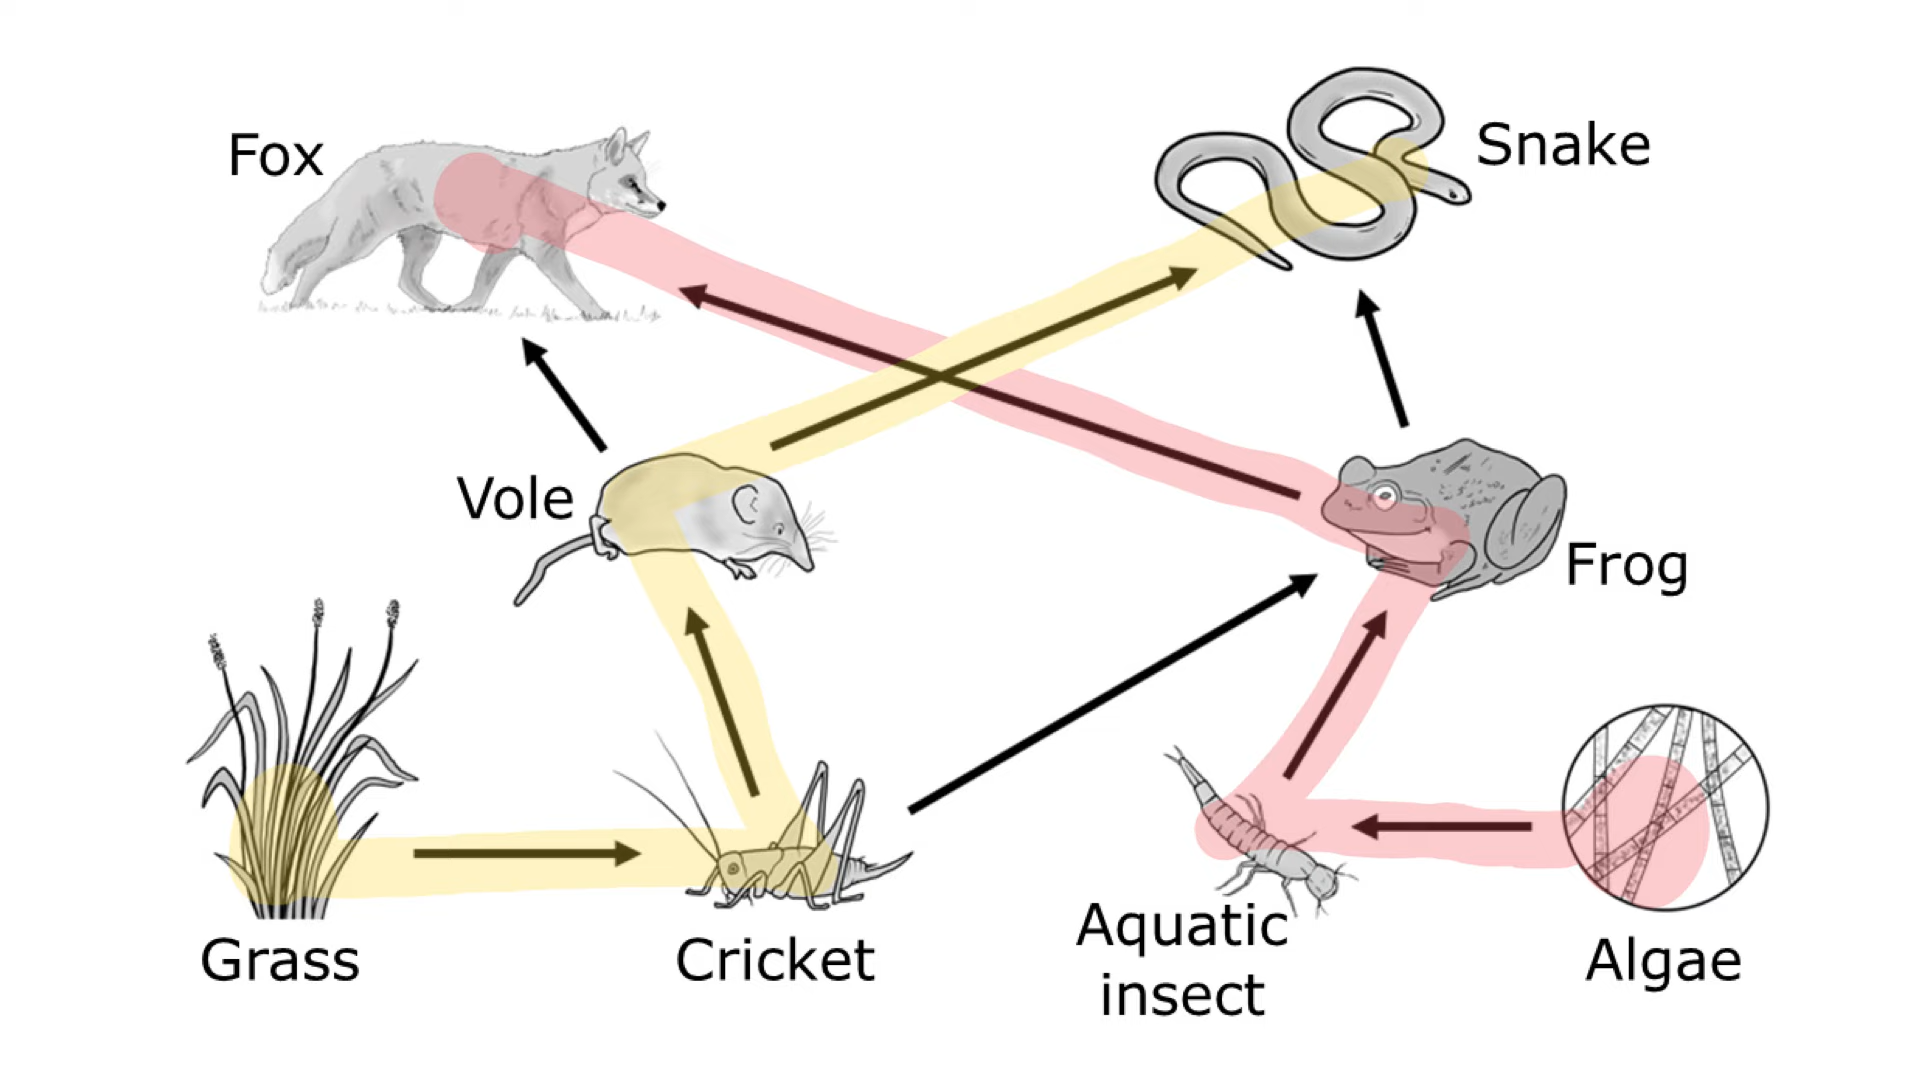 Fox
Snake
Vole
Frog
Grass
Cricket
Aquatic
insect
Algae